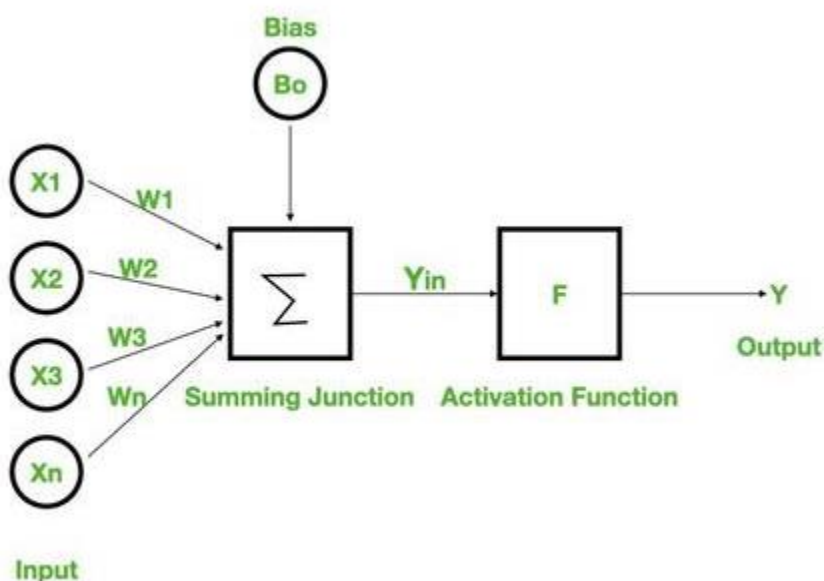 Bias
Bo
X1
W1
X2
W2
X3
W3
Wn
Xn
Input
Σ
Yin
F
Y
Output
Summing Junction
Activation Function